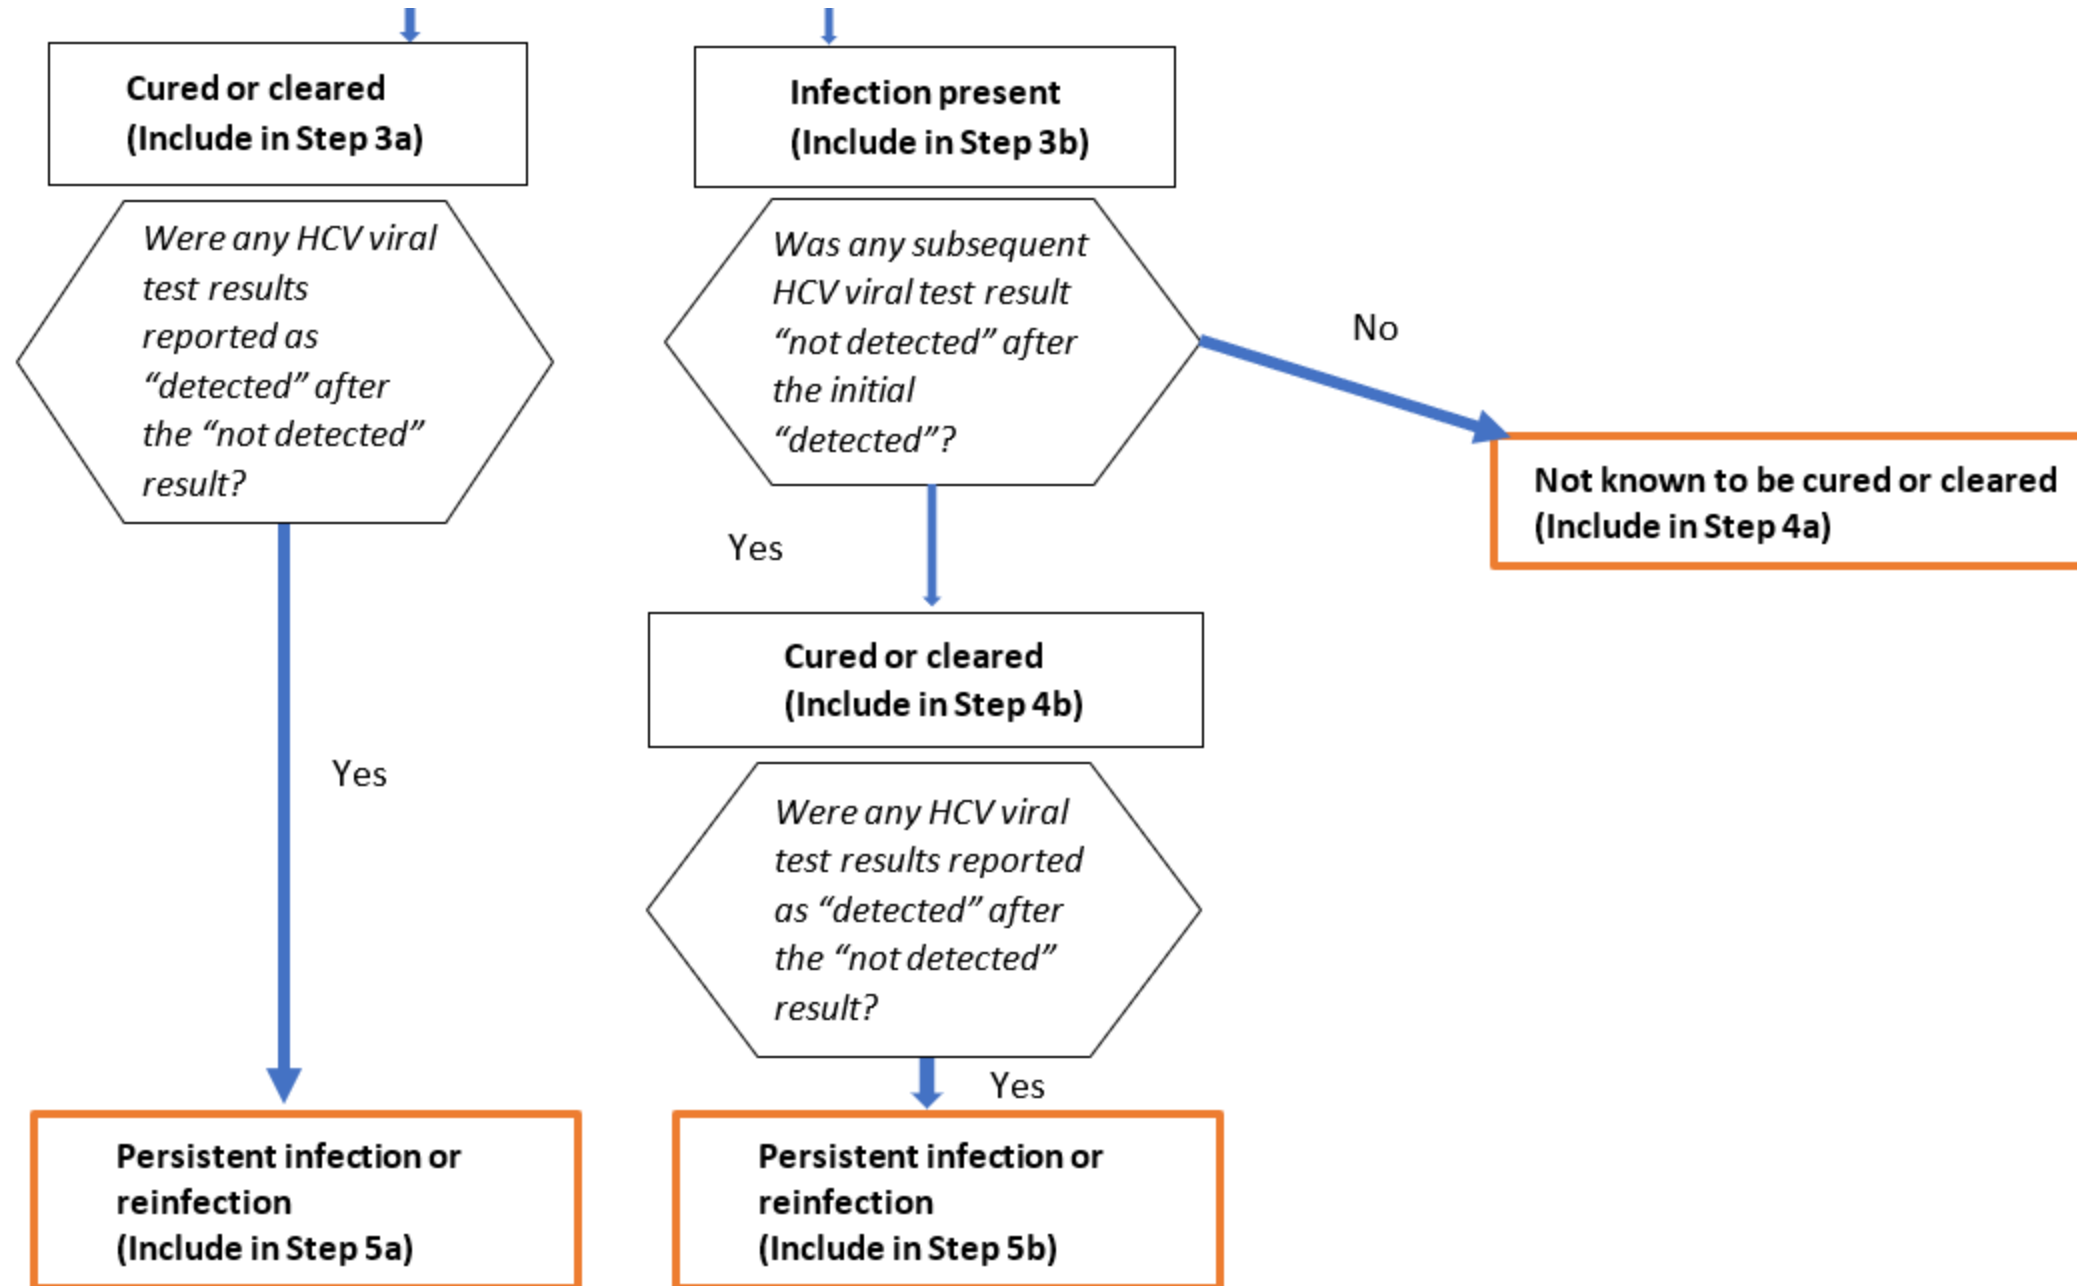 Cured or cleared
(Include in Step 3a)
Were any HCV viral
test results
reported as
“detected” after
the “not detected”
result?
Yes
Persistent infection or
reinfection
(Include in Step 5a)
Infection present
(Include in Step 3b)
Was any subsequent
HCV viral test result
“not detected” after
the initial
“detected”?
No
Not known to be cured or cleared
(Include in Step 4a)
Yes
Cured or cleared
(Include in Step 4b)
Were any HCV viral
test results reported
as “detected” after
the “not detected”
result?
Yes
Persistent infection or
reinfection
(Include in Step 5b)